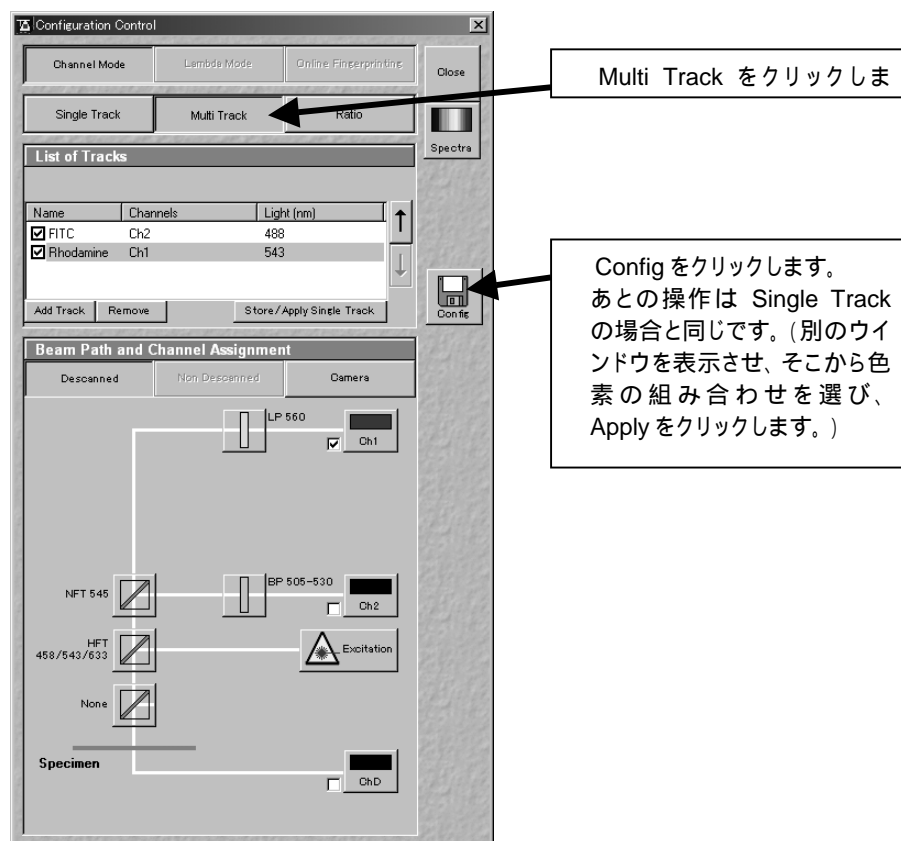 Configuration Control
Channel Mode
Lambda Mode
Online Fingerprinting
Close
Single Track
Multi Track
Ratio
Spectra
List of Tracks
Name Channels Light (nm)
FITC Ch2 488
Rhodamine Ch1 543
Add Track Remove Store/Apply Single Track
Config
Beam Path and Channel Assignment
Descanned
Non Descanned
Camera
LP 560
Ch1
NFT 545
BP 505-530
Ch2
HFT
458/543/633
Excitation
None
Specimen
ChD
Multi Track をクリックしま
Config をクリックします。
あとの操作は Single Track
の場合と同じです。(別のウイ
ンドウを表示させ、そこから色
素の組み合わせを選び、
Apply をクリックします。)